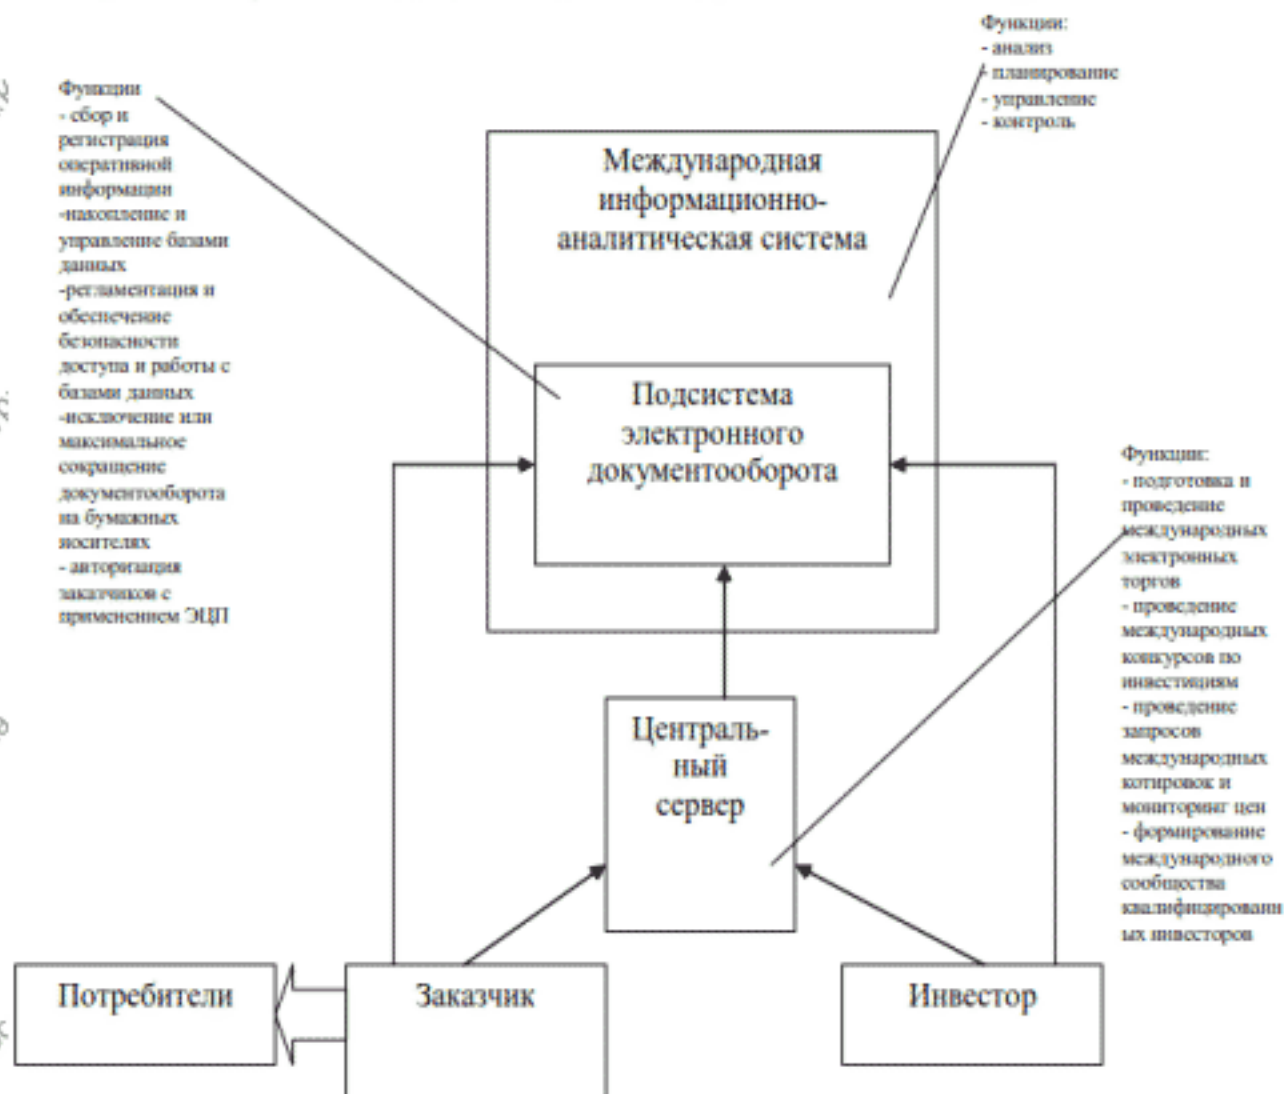 Функции:
- анализ
- планирование
- управление
- контроль
Функции
- сбор и
регистрация
оперативной
информации
-накопление и
управление базами
данных
-регламентация и
обеспечение
безопасности
доступа и работы с
базами данных
-исключение или
максимальное
сокращение
документооборота
на бумажных
носителях
- авторизация
заказчиков с
применением ЭЦП
Международная
информационно-
аналитическая система
Подсистема
электронного
документооборота
Функции:
- подготовка и
проведение
международных
электронных
торгов
- проведение
международных
конкурсов по
инвестициям
- проведение
запросов
международных
котировок и
мониторинг цен
- формирование
международного
сообщества
квалифицированн
ых инвесторов
Централь-
ный
сервер
Потребители
Заказчик
Инвестор